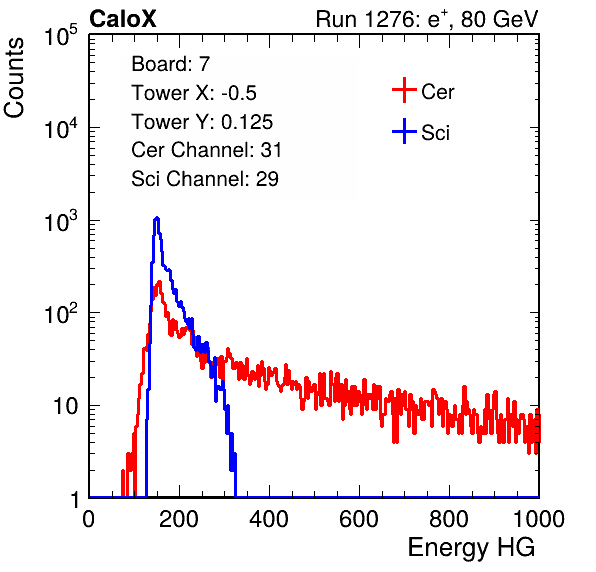 CaloX
Run 1276: e⁺, 80 GeV
Counts
10⁵
10⁴
10³
10²
10
1
Board: 7
Tower X: -0.5
Tower Y: 0.125
Cer Channel: 31
Sci Channel: 29
Cer
Sci
0 200 400 600 800 1000
Energy HG